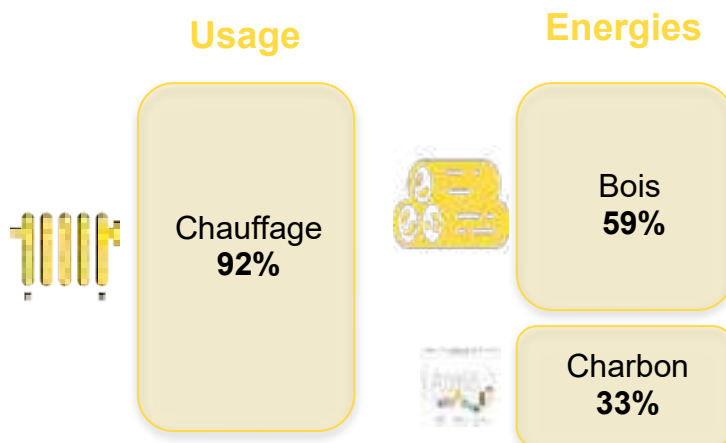 Usage
Energies
Chauffage
92%
Bois
59%
Charbon
33%